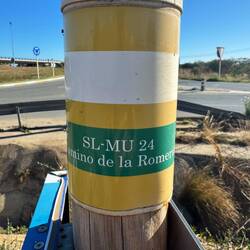 SL-MU 24
mino de la Romer